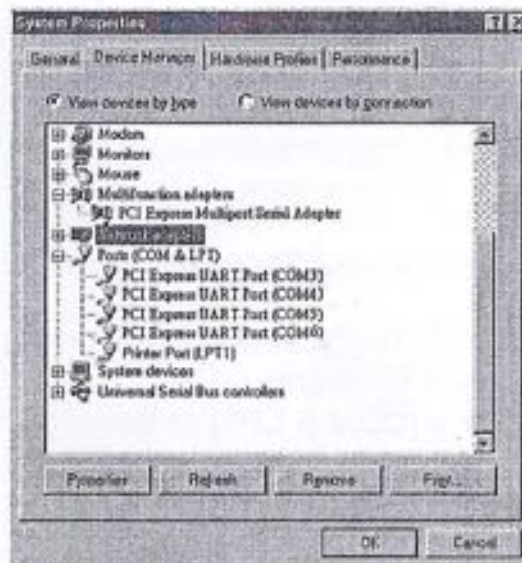 System Properties
General Device Manager Hardware Profiles Performance
View devices by type View devices by connection
Modem
Monitors
Mouse
Multifunction adapters
PCI Express Multiport Serial Adapter
Network adapters
Ports (COM & LPT)
PCI Express UART Port (COM3)
PCI Express UART Port (COM4)
PCI Express UART Port (COM5)
PCI Express UART Port (COM6)
Printer Port (LPT1)
System devices
Universal Serial Bus controllers
Properties Refresh Remove Print...
OK Cancel